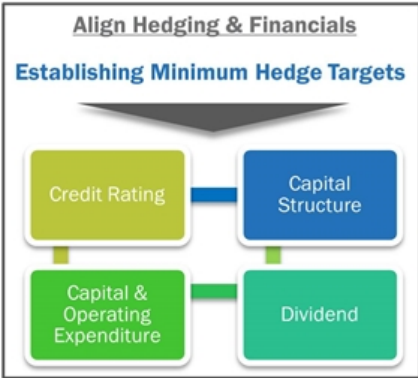 Align Hedging & Financials
Establishing Minimum Hedge Targets
Credit Rating
Capital
Structure
Capital &
Operating
Expenditure
Dividend